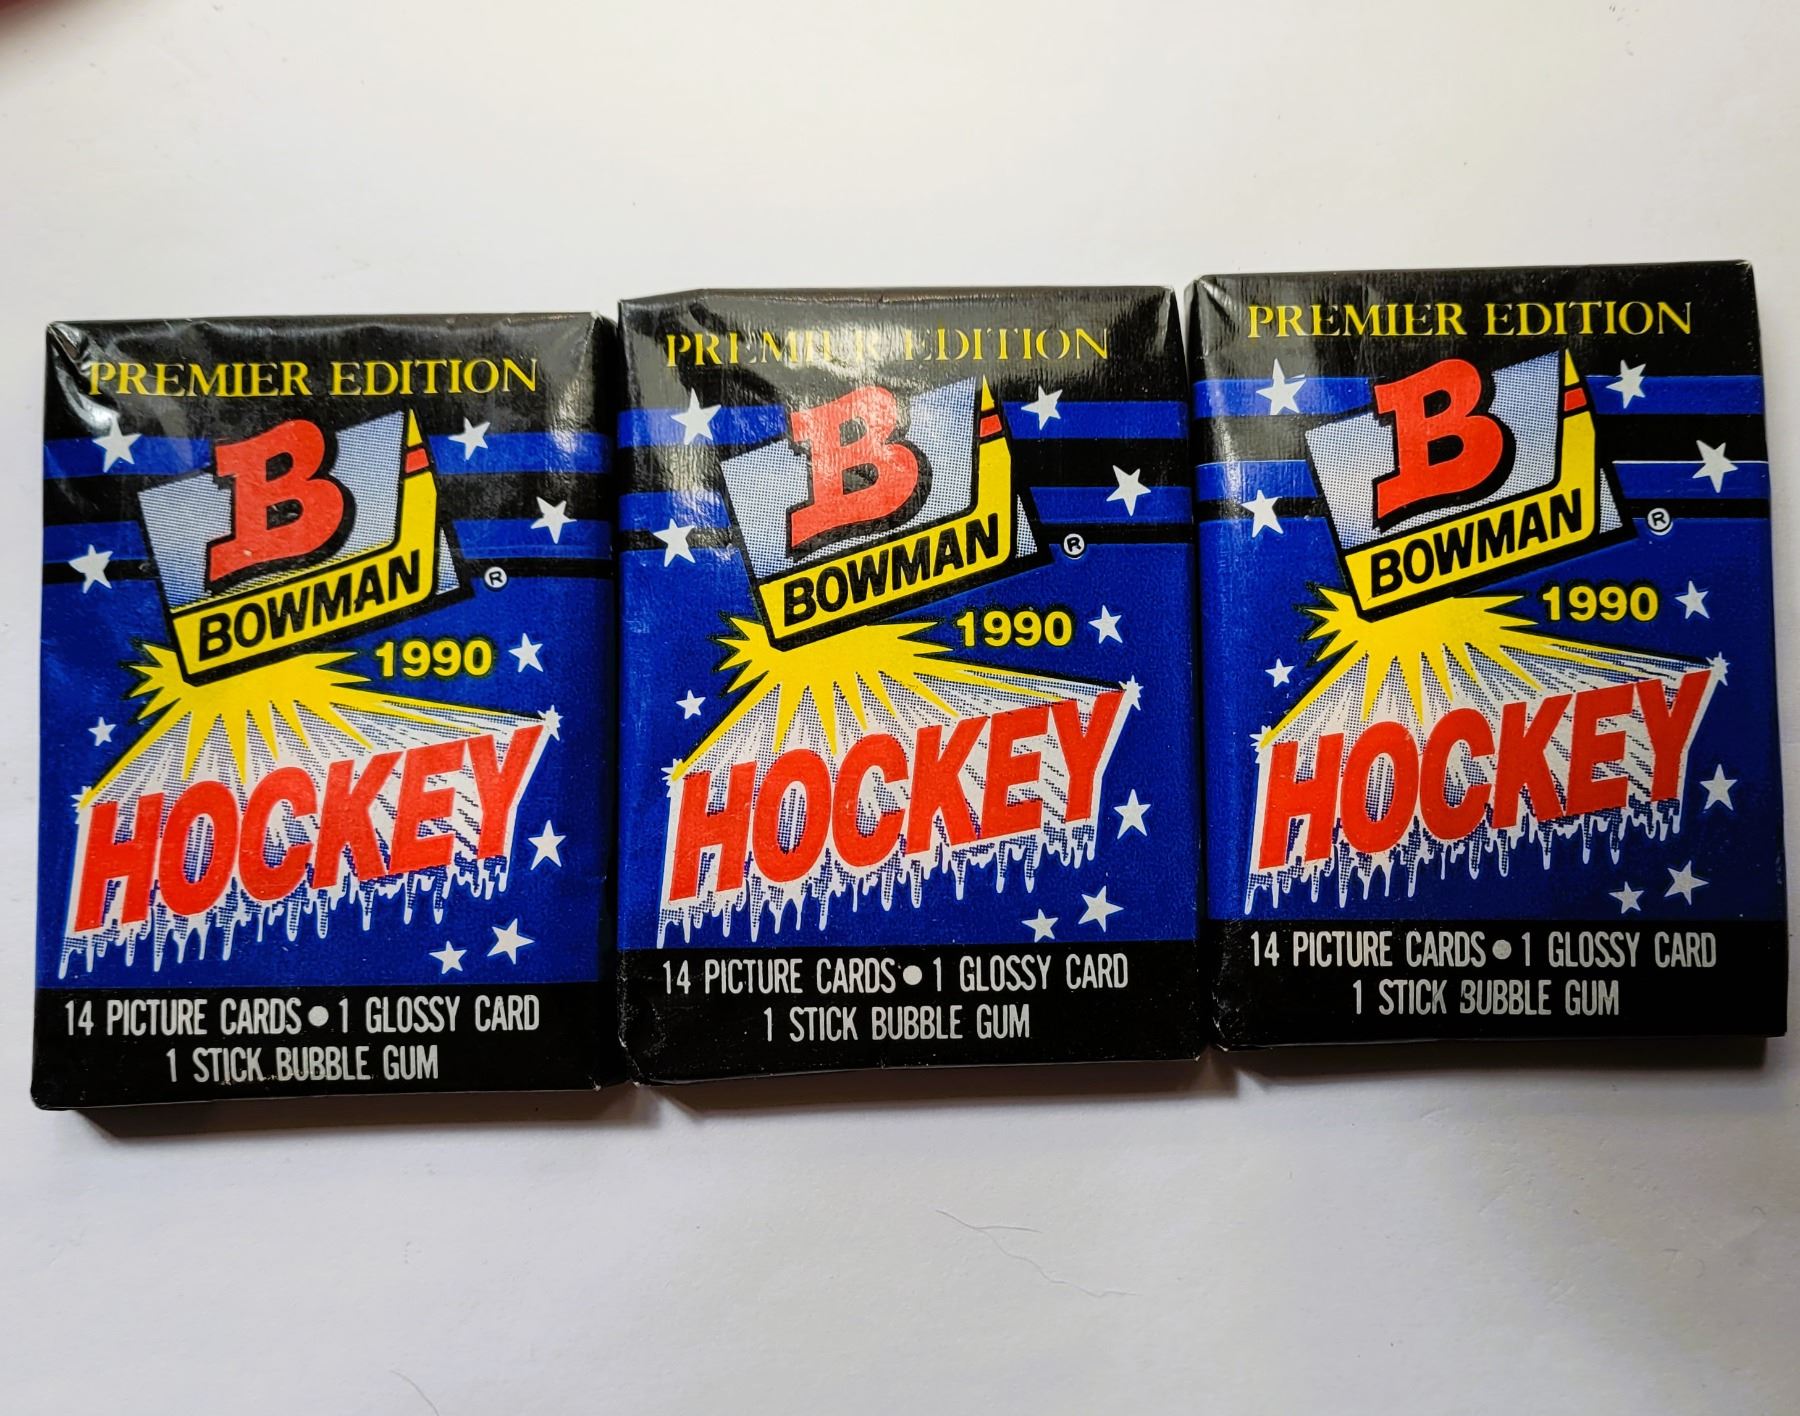 PREMIER EDITION
B
BOWMAN
®
1990
HOCKEY
14 PICTURE CARDS • 1 GLOSSY CARD
1 STICK BUBBLE GUM
PREMIER EDITION
B
BOWMAN
®
1990
HOCKEY
14 PICTURE CARDS • 1 GLOSSY CARD
1 STICK BUBBLE GUM
PREMIER EDITION
B
BOWMAN
®
1990
HOCKEY
14 PICTURE CARDS • 1 GLOSSY CARD
1 STICK BUBBLE GUM